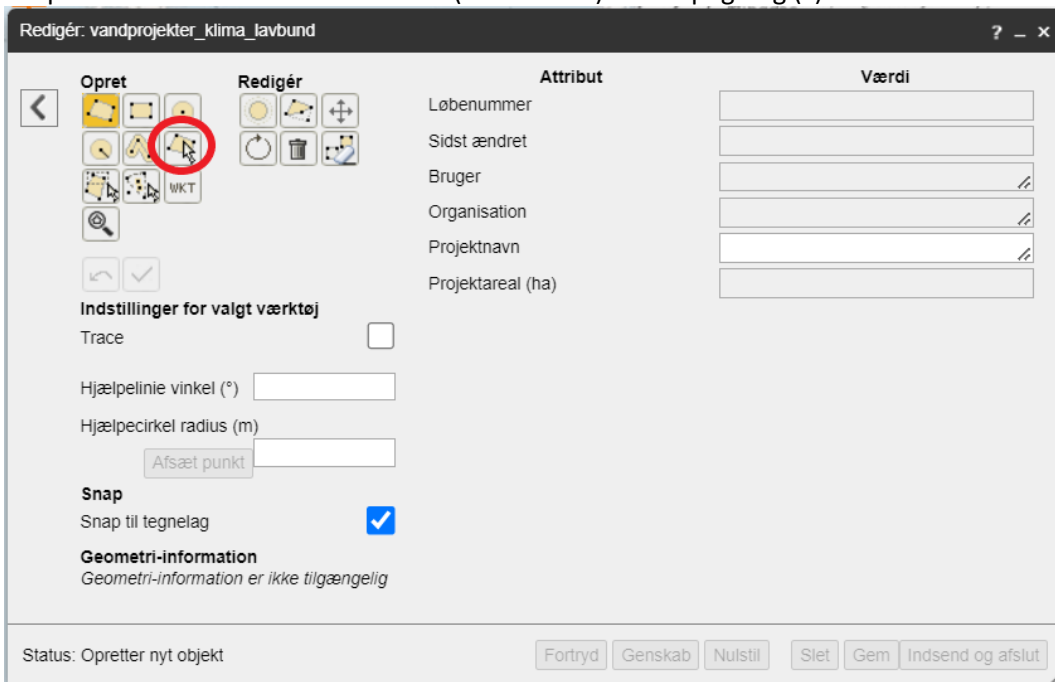 Redigér: vandprojekter_klima_lavbund ? – ×
Opret Redigér Attribut Værdi
Løbenummer
Sidst ændret
Bruger
WKT
Organisation
Projektnavn
Projektareal (ha)
Indstillinger for valgt værktøj
Trace
Hjælpelinie vinkel (°)
Hjælpecirkel radius (m)
Afsæt punkt
Snap
Snap til tegnelag
Geometri-information
Geometri-information er ikke tilgængelig
Status: Opretter nyt objekt Fortryd Genskab Nulstil Slet Gem Indsend og afslut